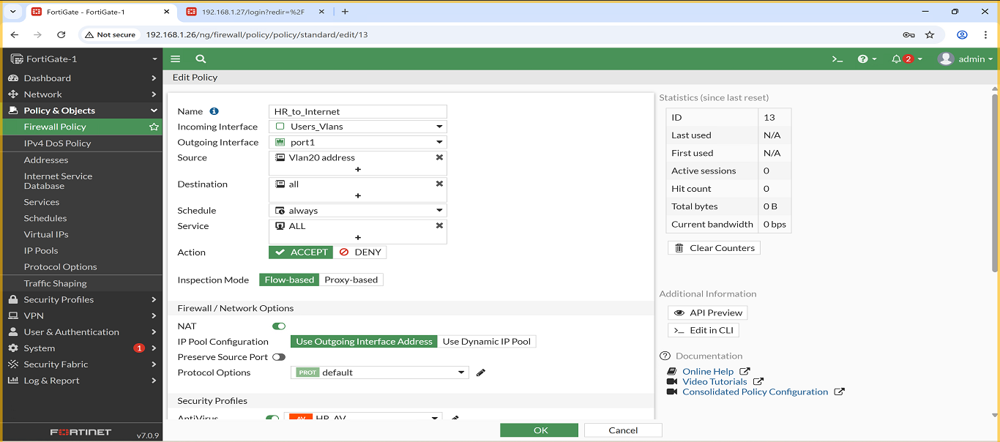 FortiGate - FortiGate-1
192.168.1.27/login?redir=%2F
Not secure 192.168.1.26/ng/firewall/policy/policy/standard/edit/13
FortiGate-1
Dashboard
Network
Policy & Objects
Firewall Policy
IPv4 DoS Policy
Addresses
Internet Service
Database
Services
Schedules
Virtual IPs
IP Pools
Protocol Options
Traffic Shaping
Security Profiles
VPN
User & Authentication
System 1
Security Fabric
Log & Report
FORTINET v7.0.9
>_ ? 2 admin
Edit Policy
Name HR_to_Internet
Incoming Interface Users_Vlans
Outgoing Interface port1
Source Vlan20 address
+
Destination all
+
Schedule always
Service ALL
+
Action ACCEPT DENY
Inspection Mode Flow-based Proxy-based
Firewall / Network Options
NAT
IP Pool Configuration Use Outgoing Interface Address Use Dynamic IP Pool
Preserve Source Port
Protocol Options PROT default
Security Profiles
AntiVirus AV HR_AV
OK Cancel
Statistics (since last reset)
ID 13
Last used N/A
First used N/A
Active sessions 0
Hit count 0
Total bytes 0 B
Current bandwidth 0 bps
Clear Counters
Additional Information
API Preview
>_ Edit in CLI
? Documentation
Online Help
Video Tutorials
Consolidated Policy Configuration